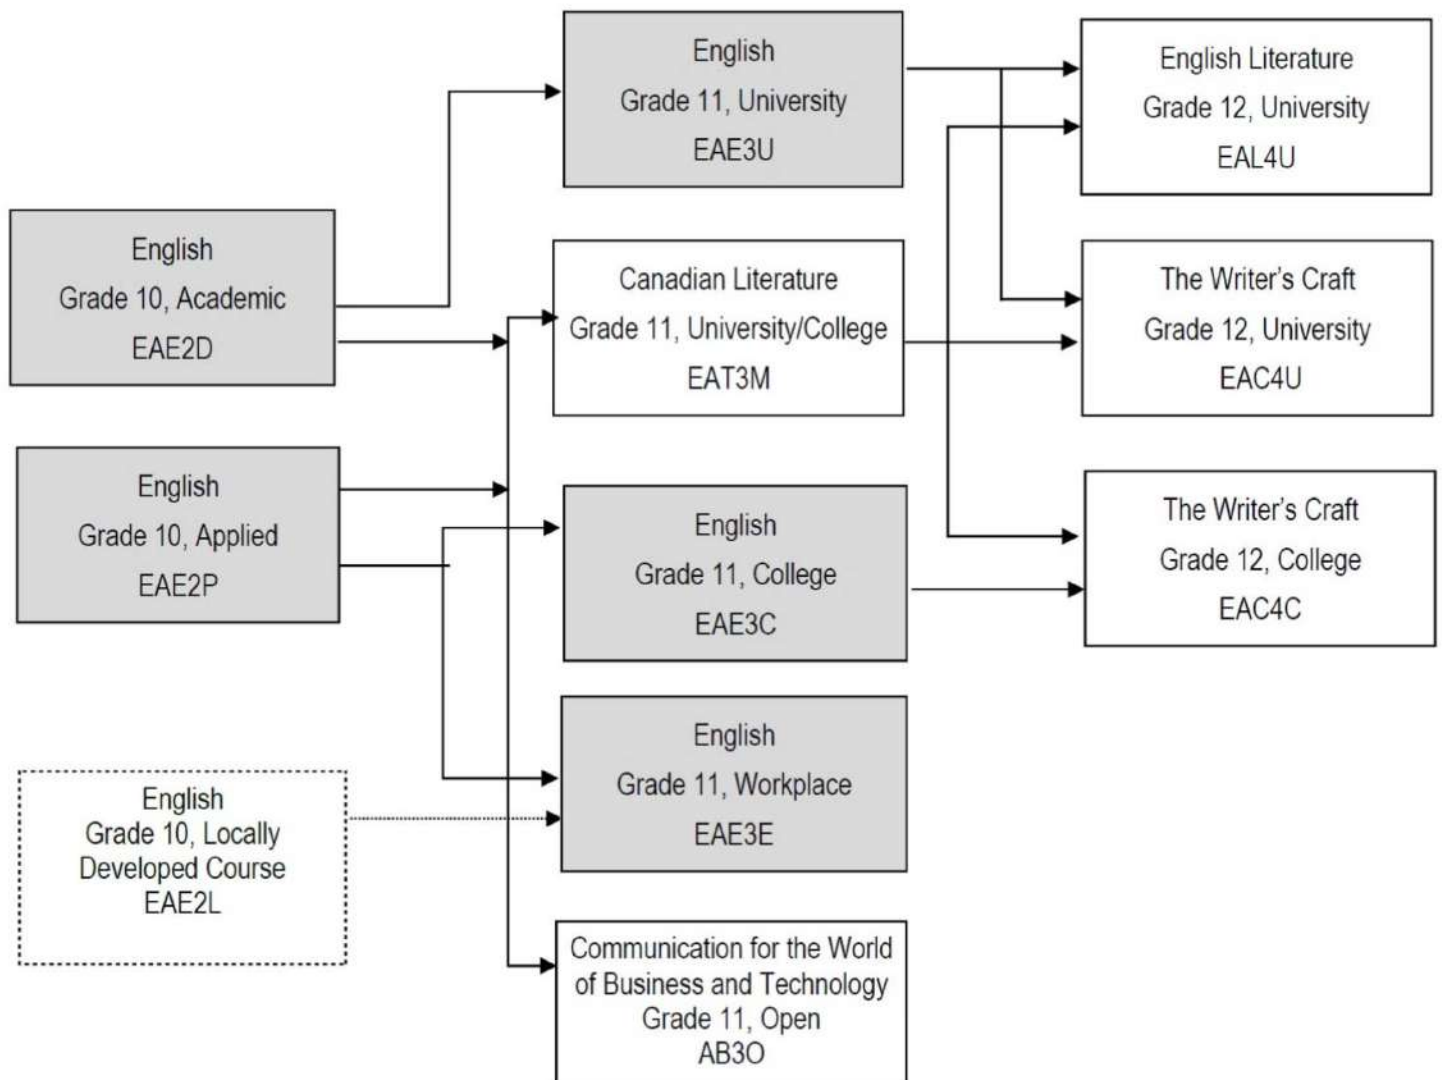 English
Grade 11, University
EAE3U
English Literature
Grade 12, University
EAL4U
English
Grade 10, Academic
EAE2D
Canadian Literature
Grade 11, University/College
EAT3M
The Writer’s Craft
Grade 12, University
EAC4U
English
Grade 10, Applied
EAE2P
English
Grade 11, College
EAE3C
The Writer’s Craft
Grade 12, College
EAC4C
English
Grade 11, Workplace
EAE3E
English
Grade 10, Locally
Developed Course
EAE2L
Communication for the World
of Business and Technology
Grade 11, Open
AB3O